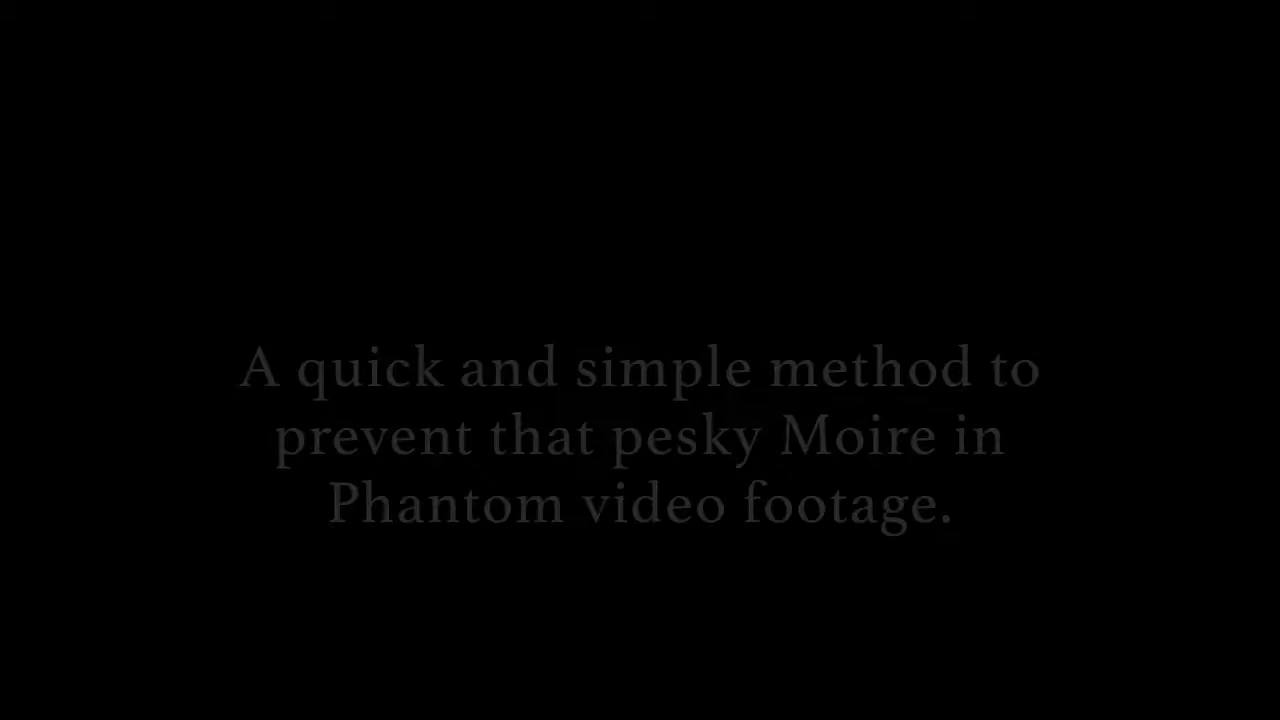 A quick and simple method to
prevent that pesky Moire in
Phantom video footage.